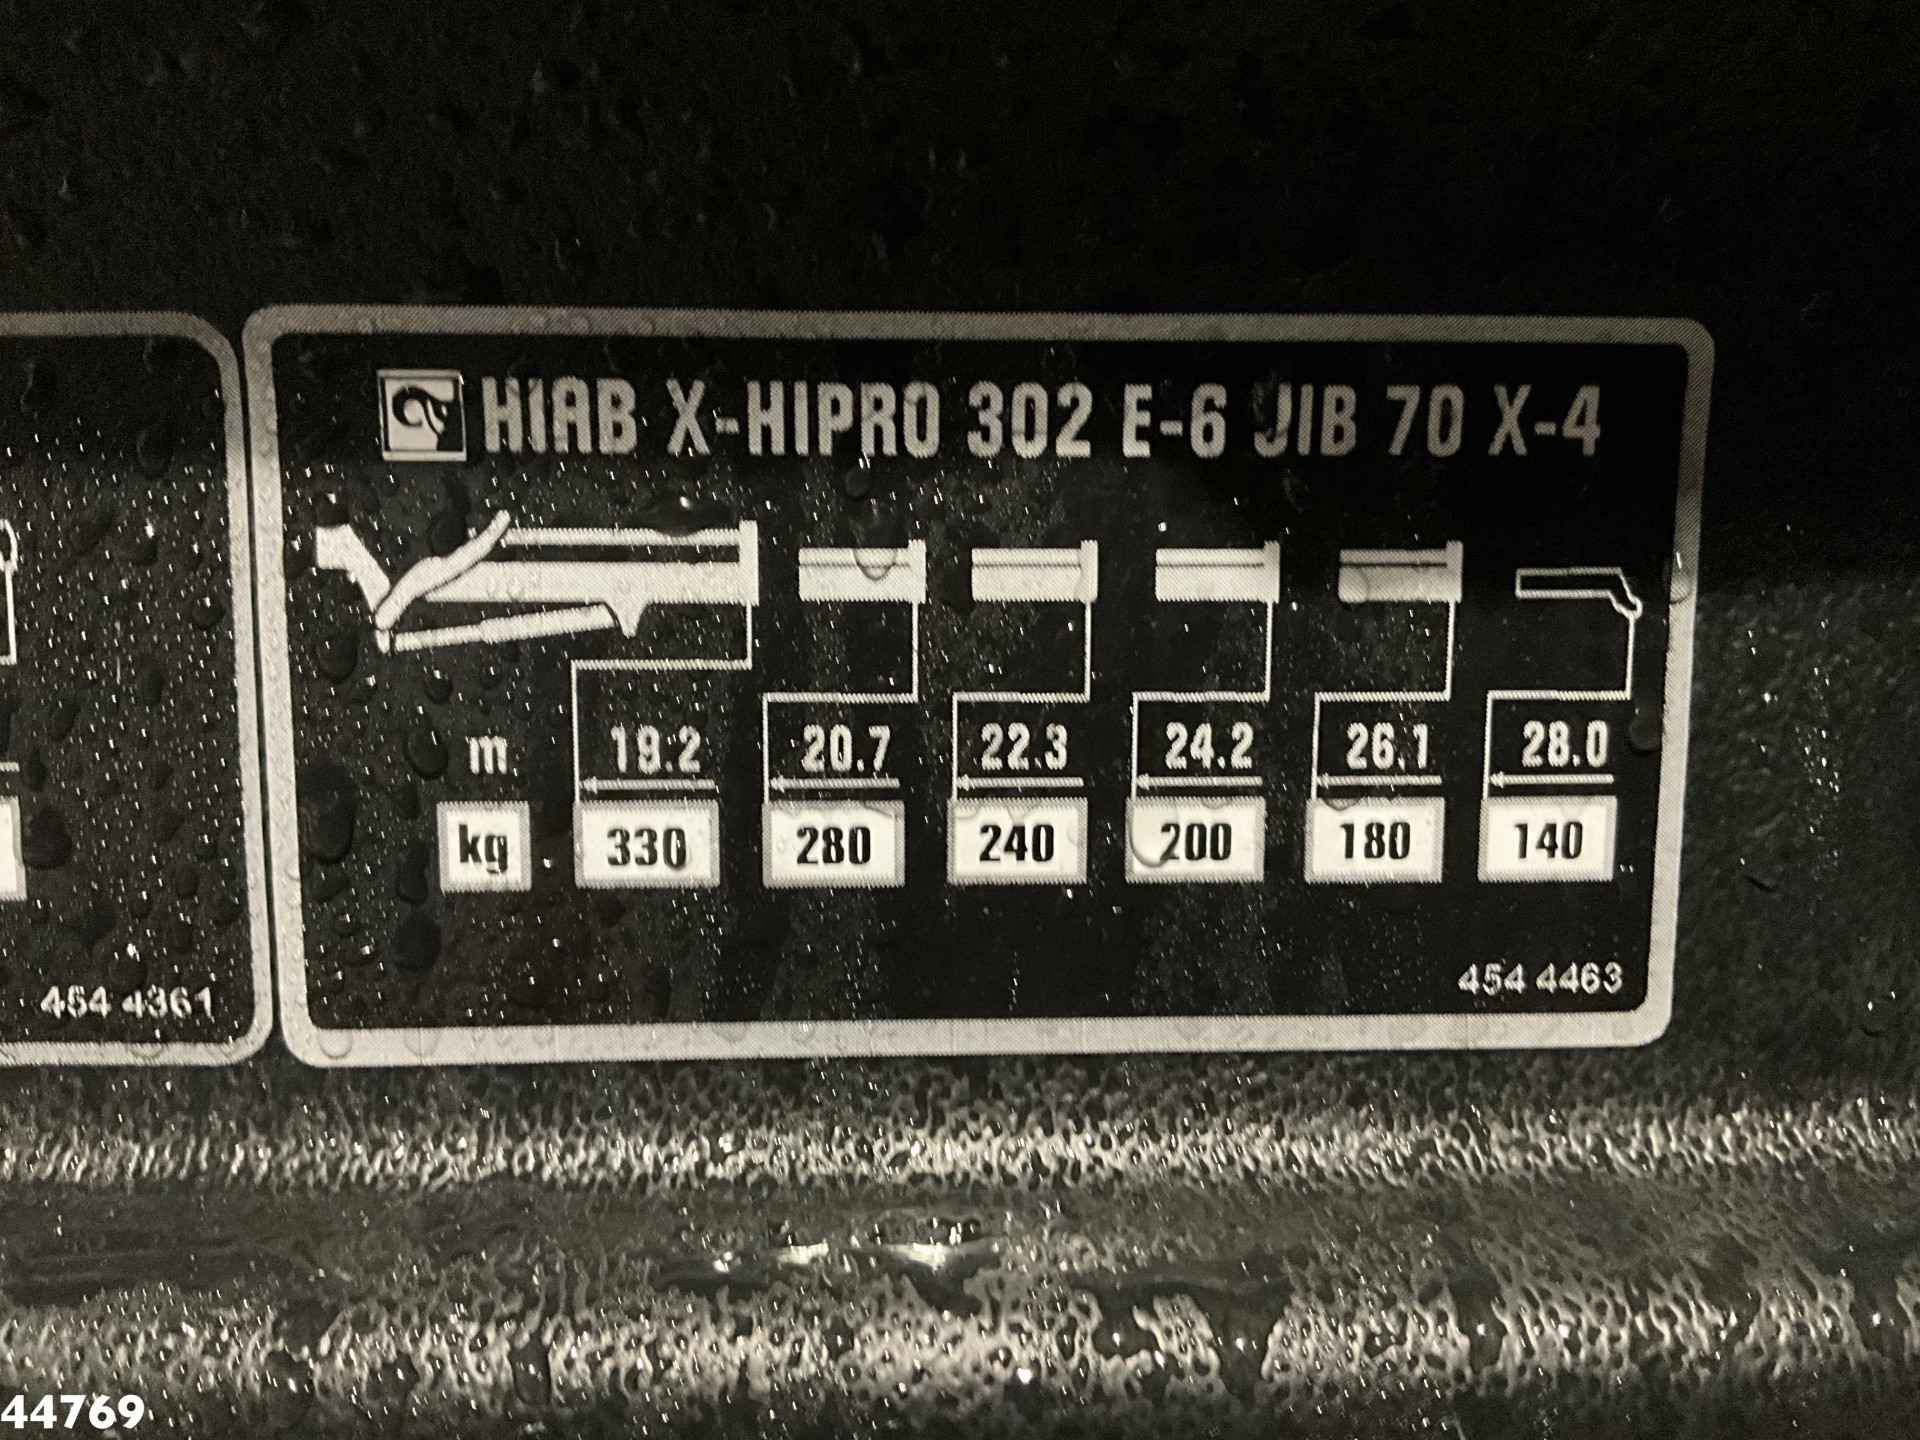 HIAB X-HIPRO 302 E-6 JIB 70 X-4
m 19.2 20.7 22.3 24.2 26.1 28.0
kg 330 280 240 200 180 140
454 4463
454 4361
44769